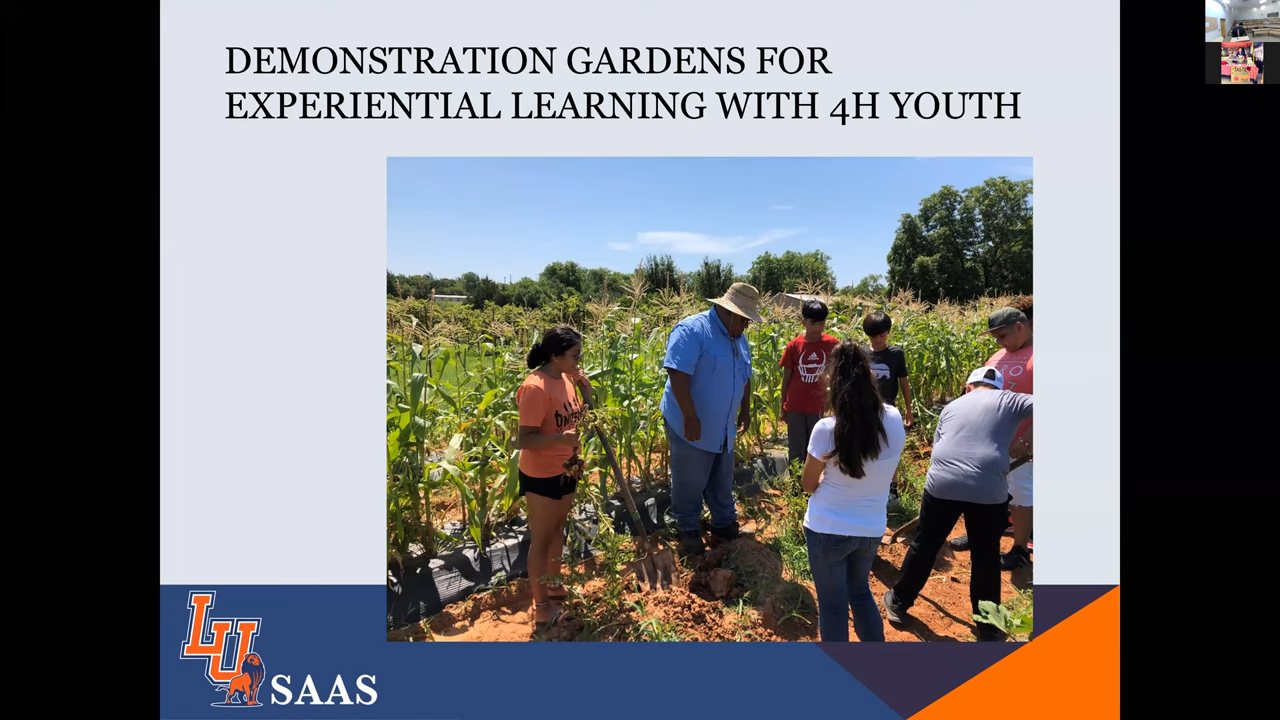 DEMONSTRATION GARDENS FOR
EXPERIENTIAL LEARNING WITH 4H YOUTH
LU
SAAS